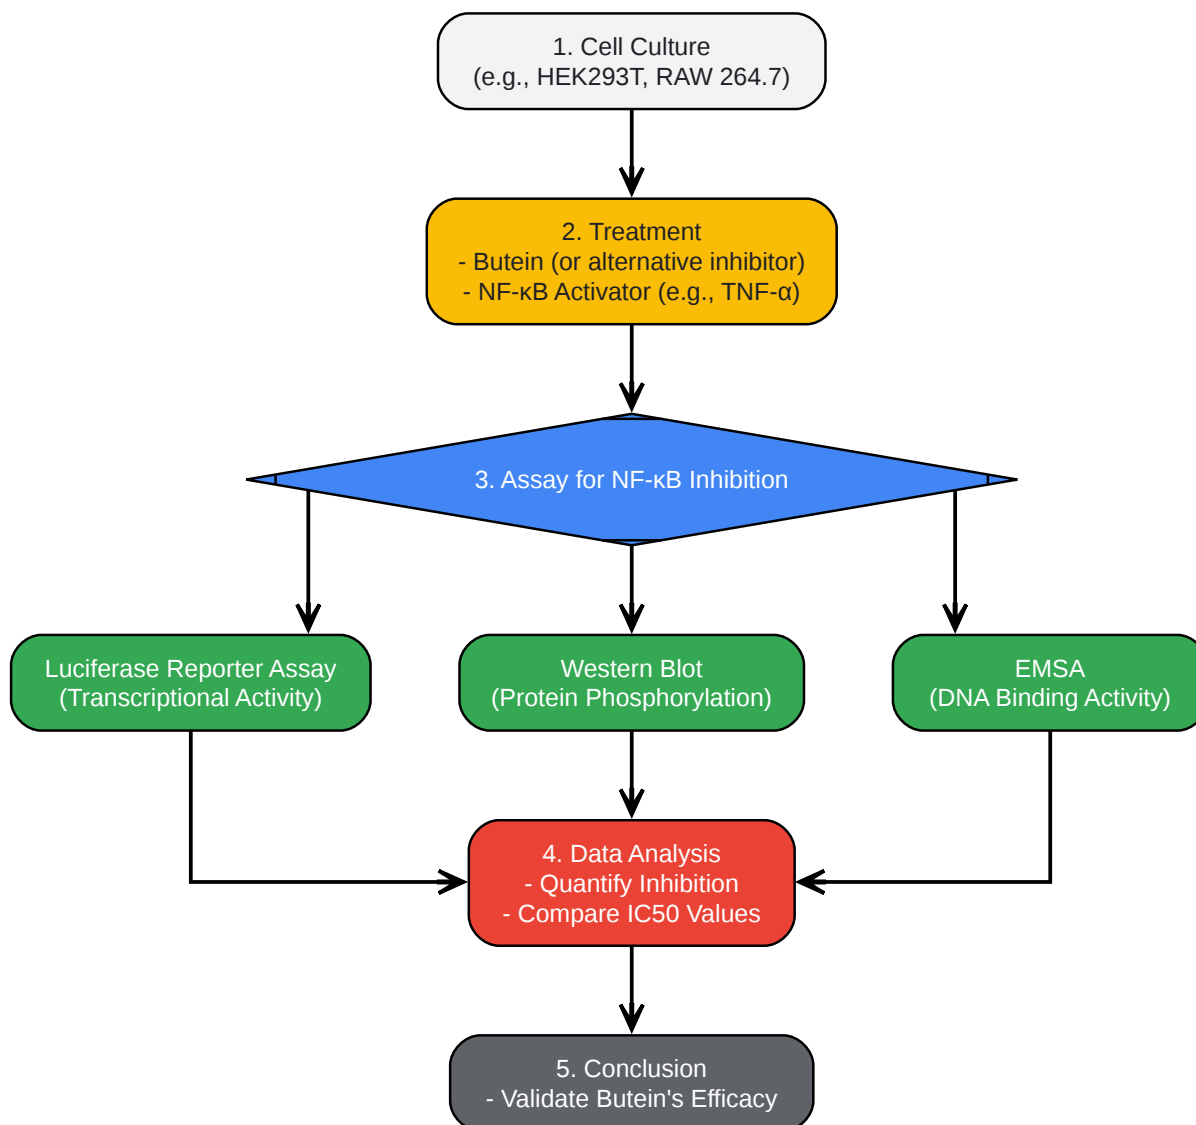 1. Cell Culture
(e.g., HEK293T, RAW 264.7)
2. Treatment
- Butein (or alternative inhibitor)
- NF-κB Activator (e.g., TNF-α)
3. Assay for NF-κB Inhibition
Luciferase Reporter Assay
(Transcriptional Activity)
Western Blot
(Protein Phosphorylation)
EMSA
(DNA Binding Activity)
4. Data Analysis
- Quantify Inhibition
- Compare IC50 Values
5. Conclusion
- Validate Butein's Efficacy